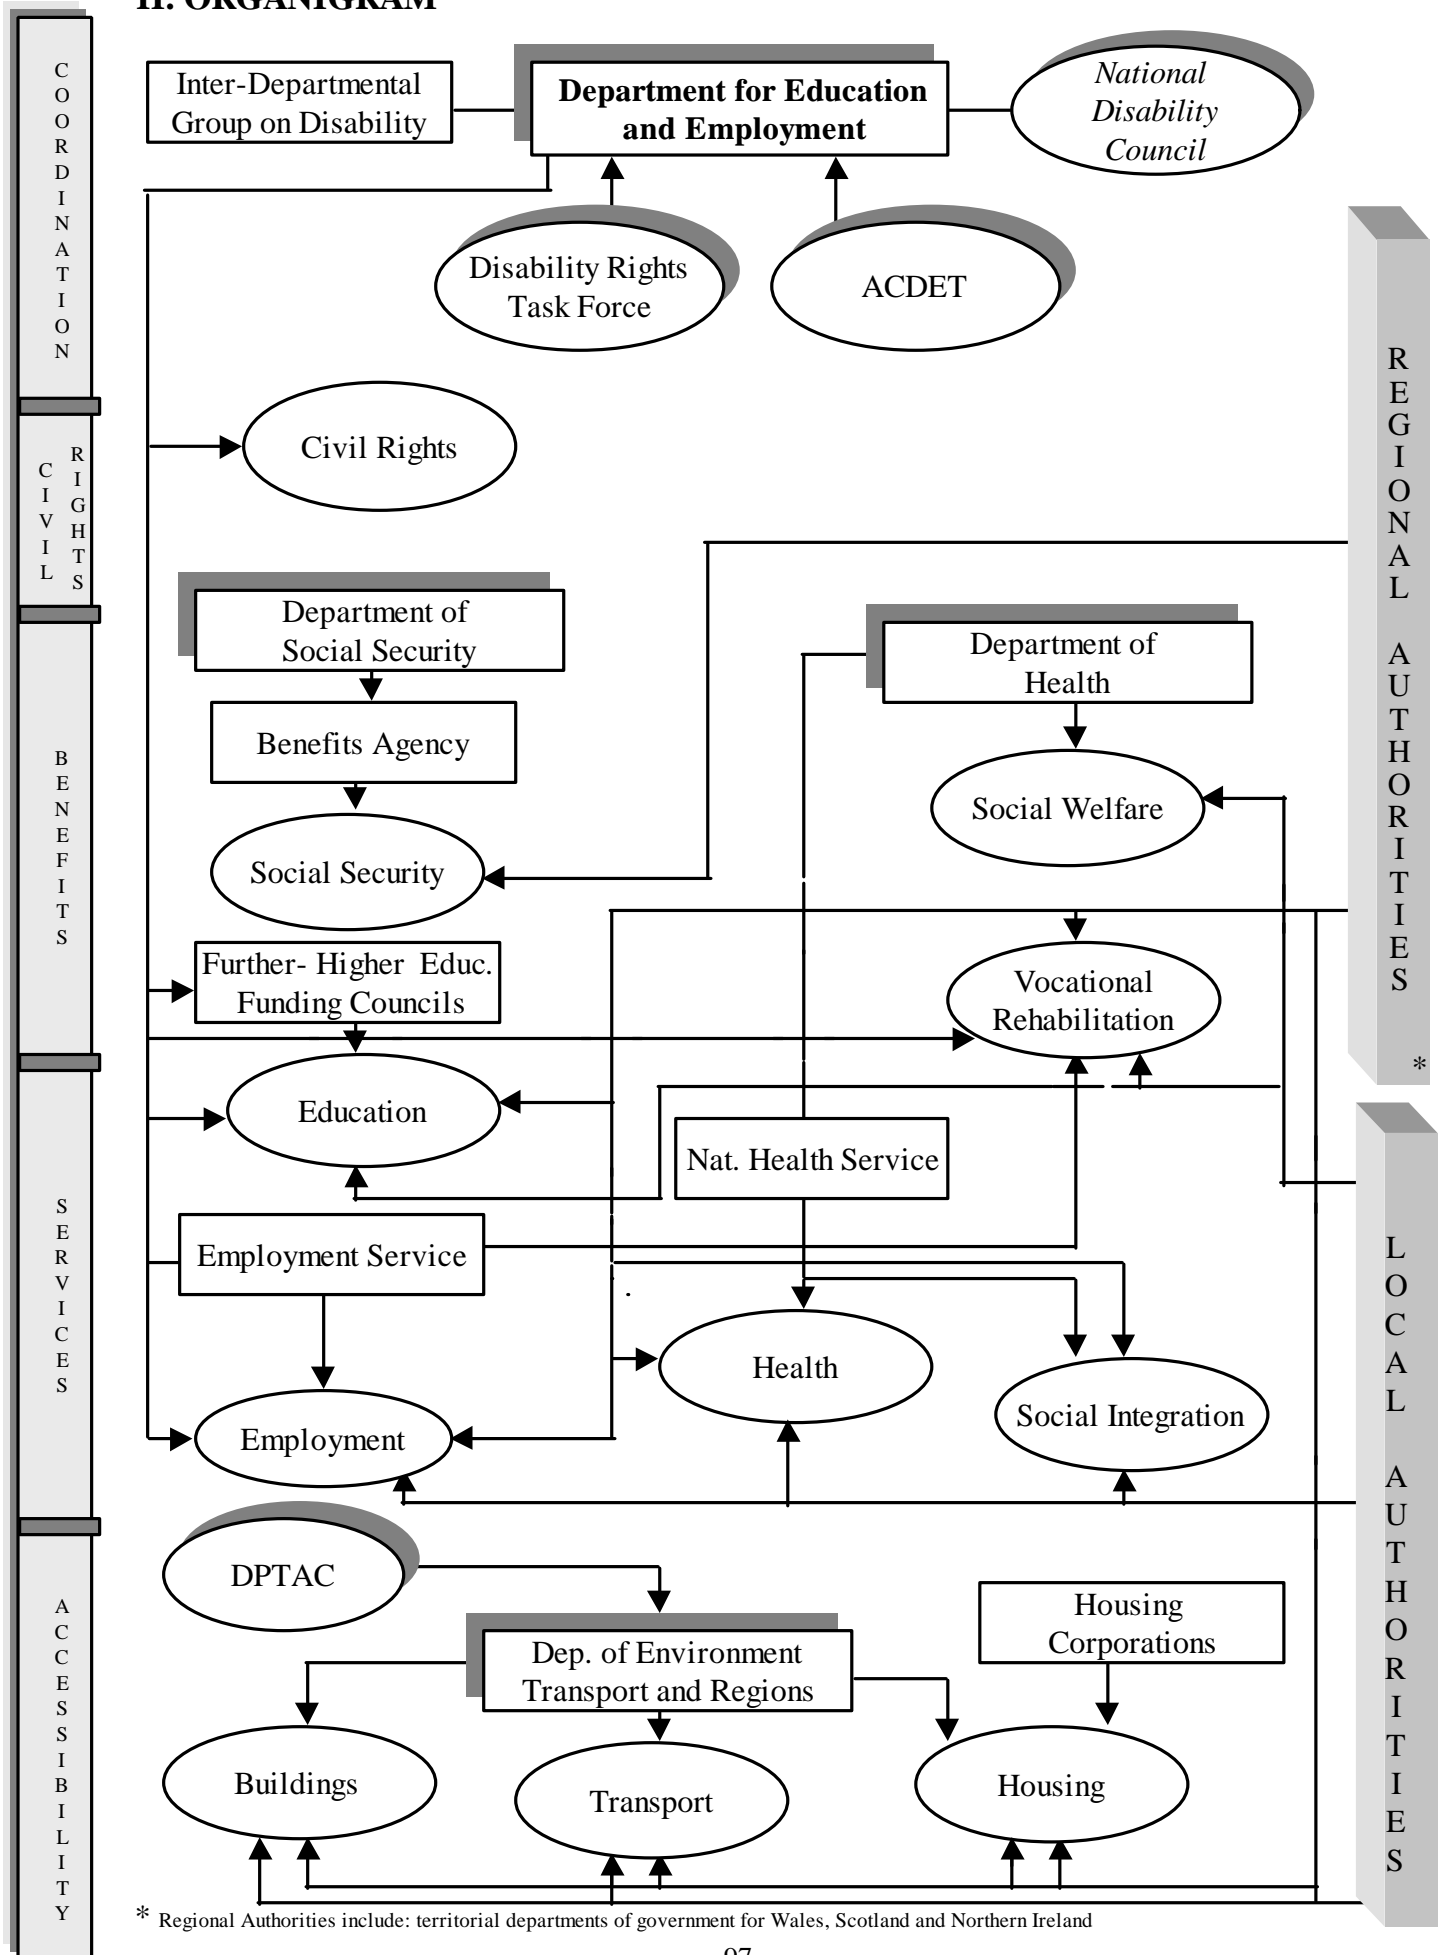 II. ORGANIGRAM
COORDINATION
Inter-Departmental
Group on Disability
Department for Education
and Employment
National
Disability
Council
Disability Rights
Task Force
ACDET
REGIONAL AUTHORITIES
*
CIVIL
RIGHTS
Civil Rights
BENEFITS
Department of
Social Security
Department of
Health
Benefits Agency
Social Welfare
Social Security
Further- Higher Educ.
Funding Councils
Vocational
Rehabilitation
SERVICES
Education
Nat. Health Service
LOCAL AUTHORITIES
Employment Service
Health
Social Integration
Employment
ACCESSIBILITY
DPTAC
Housing
Corporations
Dep. of Environment
Transport and Regions
Buildings
Transport
Housing
* Regional Authorities include: territorial departments of government for Wales, Scotland and Northern Ireland
97